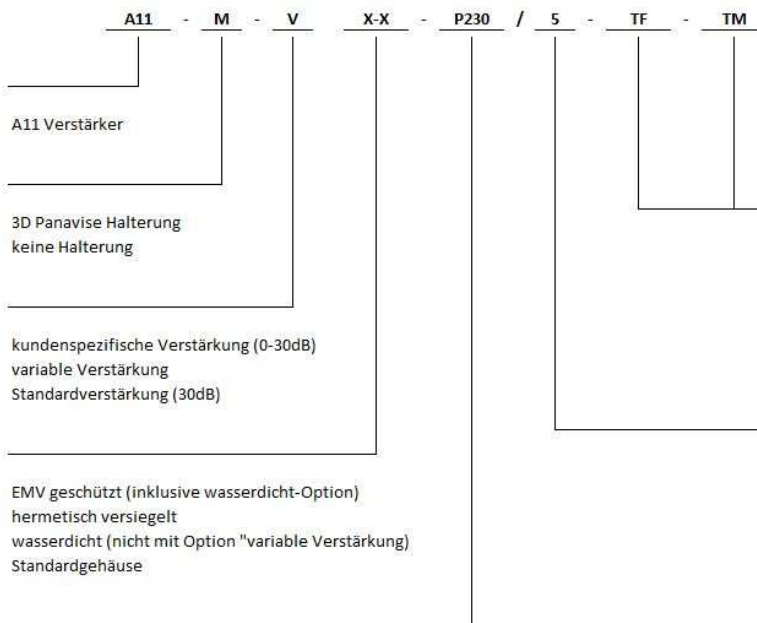 A11 - M - V X-X - P230 / 5 - TF - TM
A11 Verstärker
3D Panavise Halterung
keine Halterung
kundenspezifische Verstärkung (0-30dB)
variable Verstärkung
Standardverstärkung (30dB)
EMV geschützt (inklusive wasserdicht-Option)
hermetisch versiegelt
wasserdicht (nicht mit Option "variable Verstärkung)
Standardgehäuse